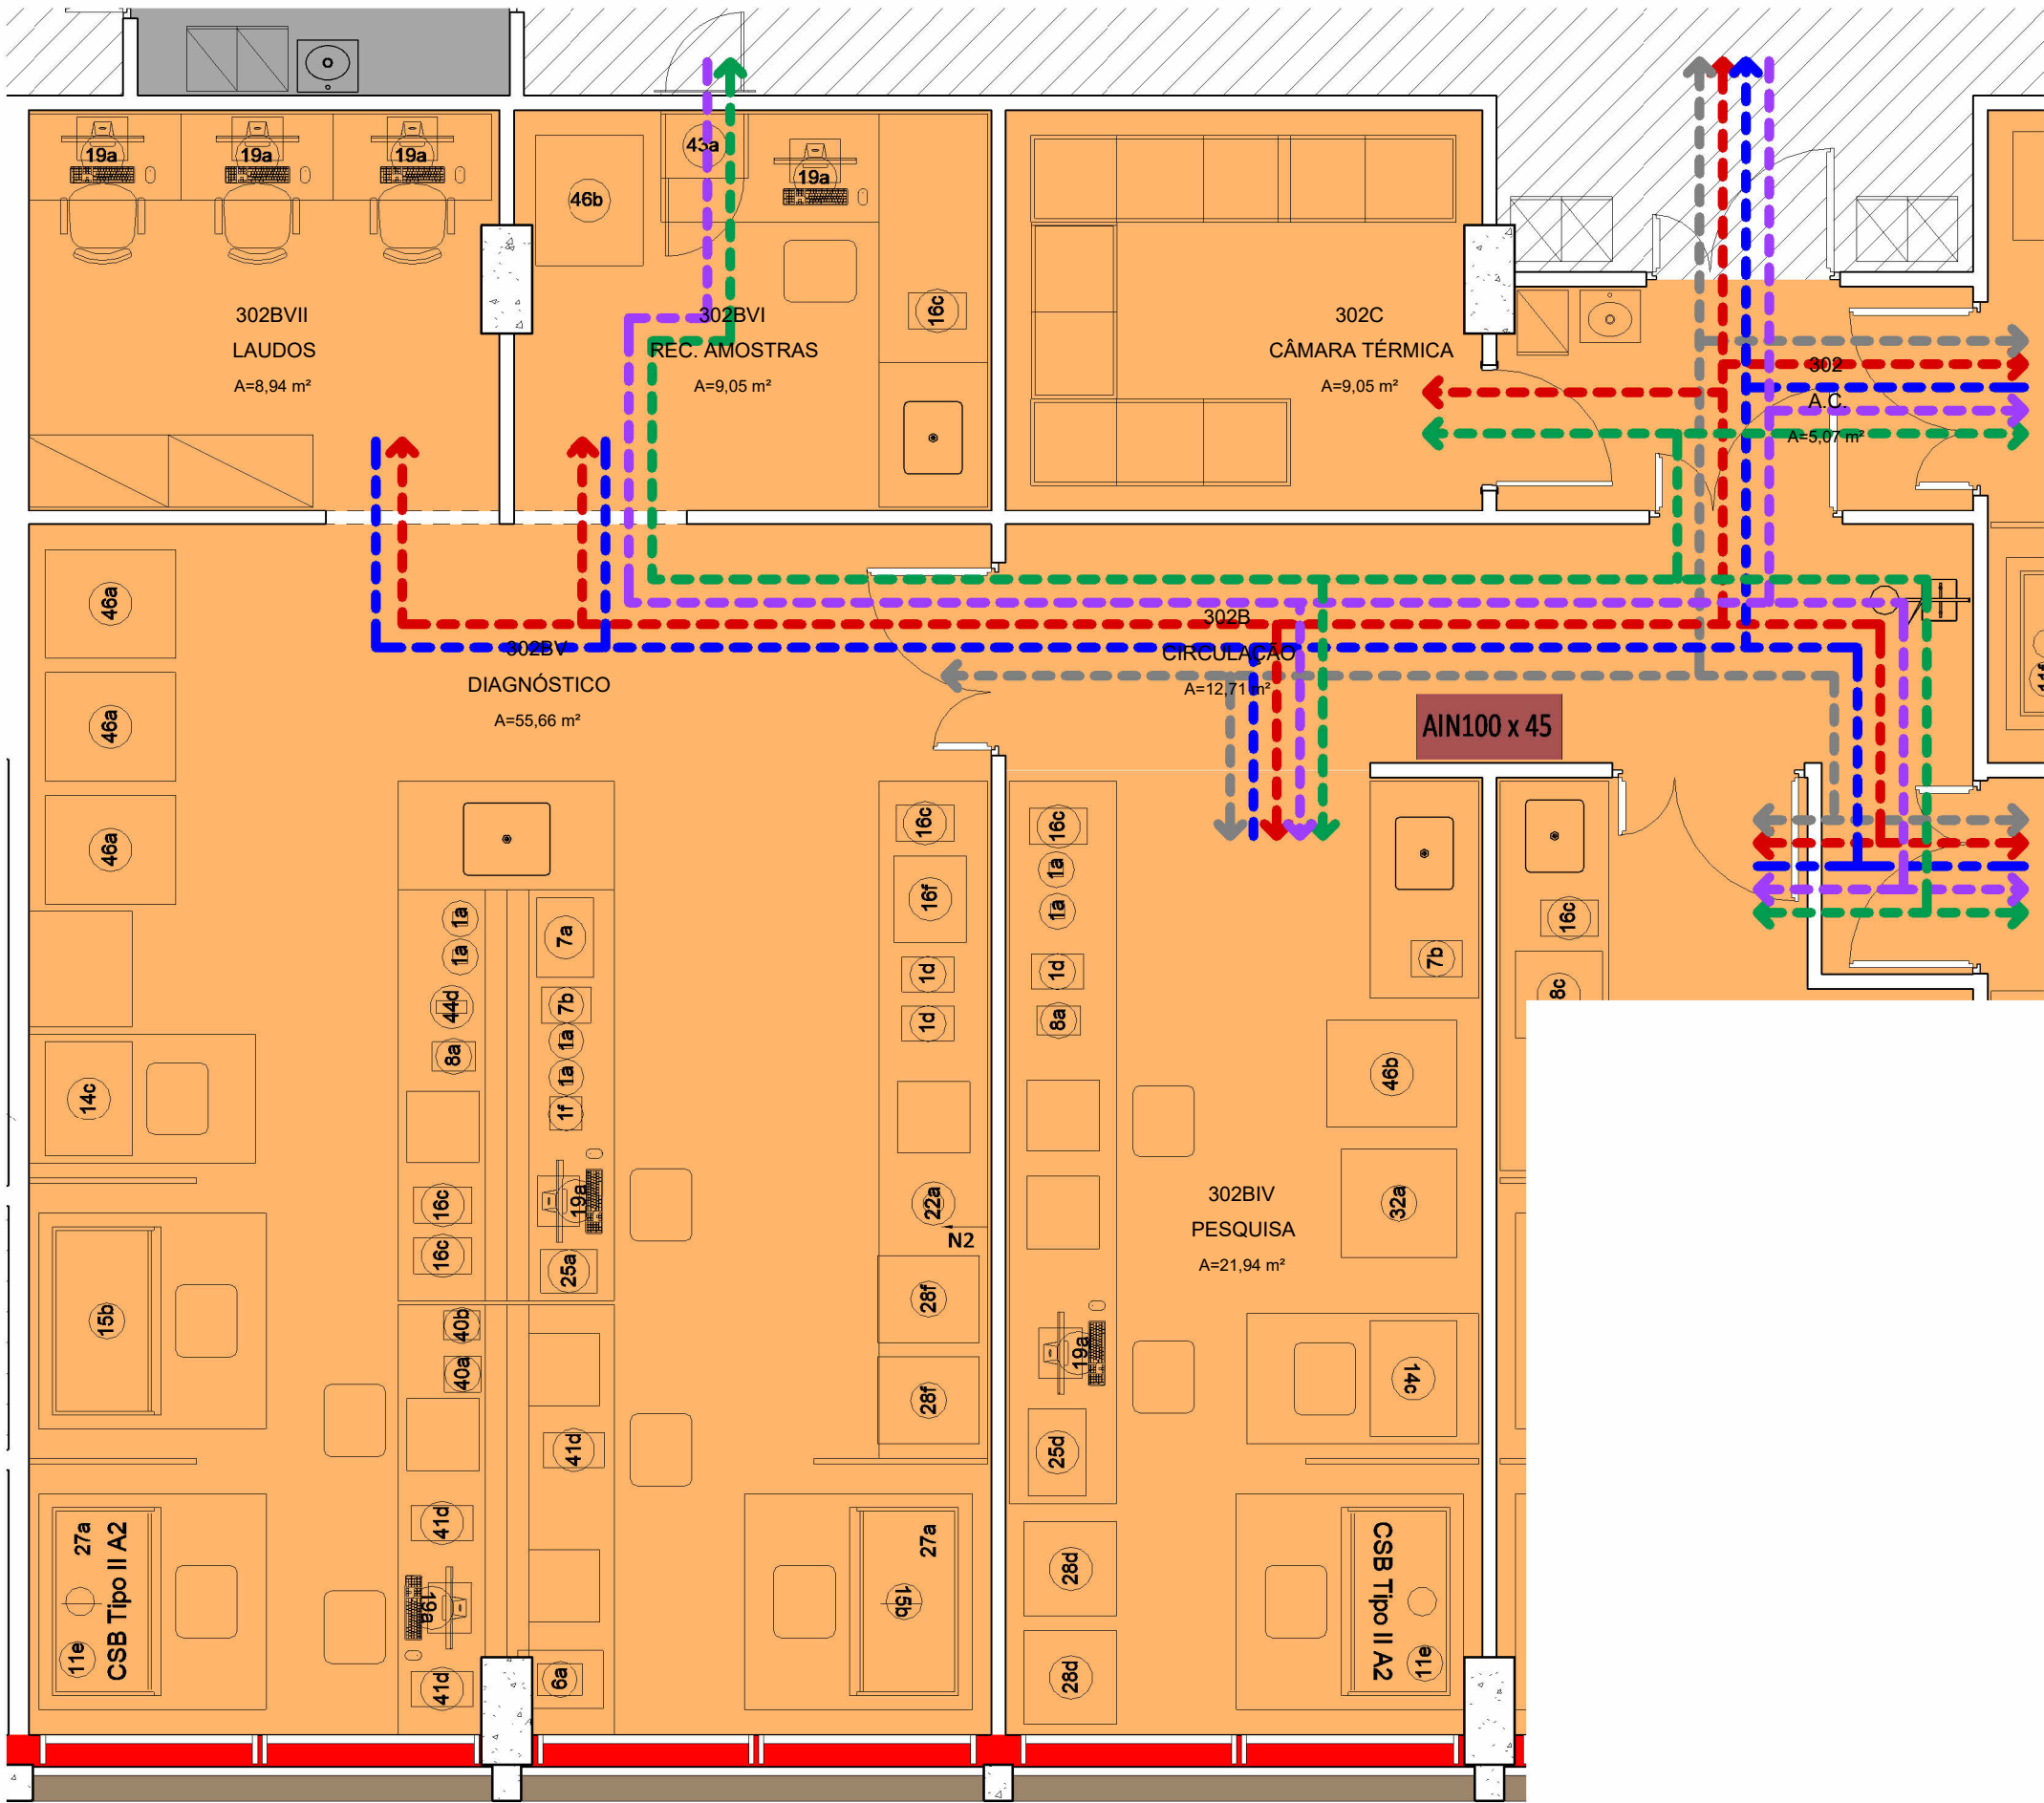 19a
19a
19a
46b
43a
19a
16c
302BVII
LAUDOS
A=8,94 m²
302BVI
REC. AMOSTRAS
A=9,05 m²
302C
CÂMARA TÉRMICA
A=9,05 m²
302
A.C.
A=5,07 m²
46a
46a
46a
302BV
DIAGNÓSTICO
A=55,66 m²
302B
CIRCULAÇÃO
A=12,71 m²
AIN100 x 45
16c
16f
1d
1d
1a
1a
44d
8a
7a
7b
1a
1a
1f
14c
16c
16c
19a
25a
22a
N2
28f
28f
15b
40b
40a
41d
41d
19a
41d
6a
27a
CSB Tipo II A2
11e
27a
15b
16c
1a
1a
1d
8a
7b
46b
32a
302BIV
PESQUISA
A=21,94 m²
19a
25d
14c
28d
28d
CSB Tipo II A2
11e
16c
8c